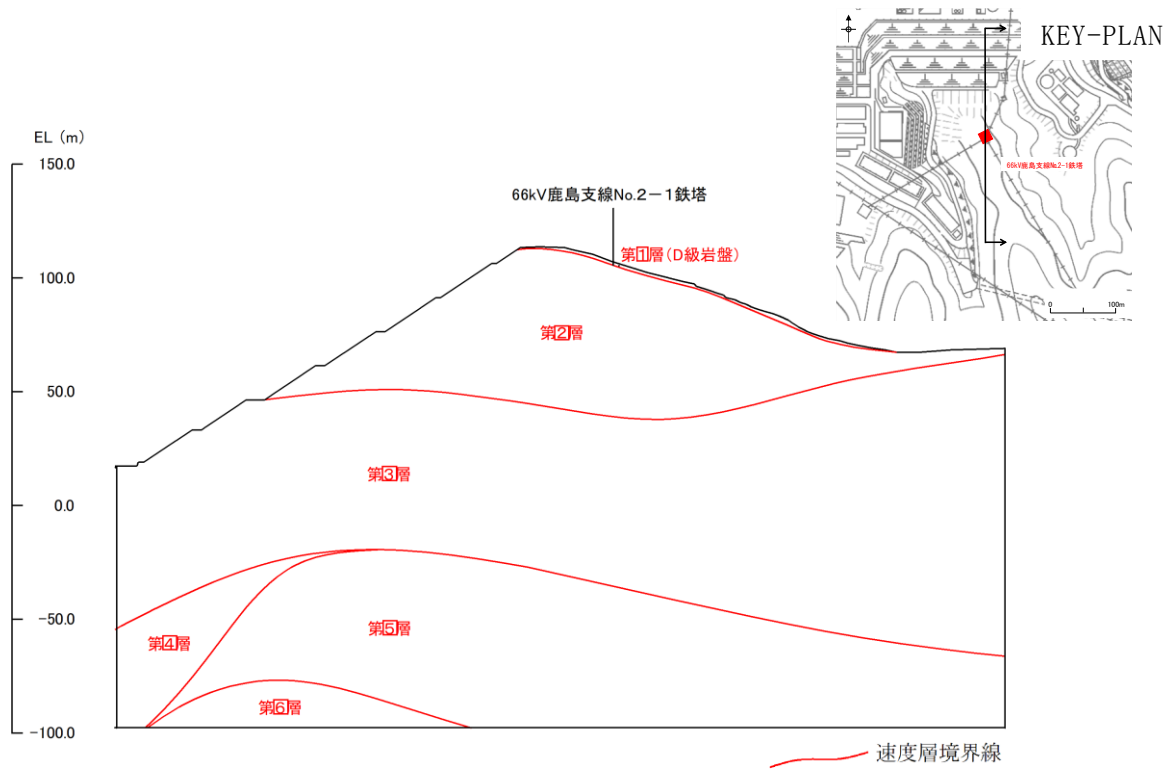 KEY-PLAN
66kV鹿島支線No.2-1鉄塔
0 100m
EL（m）
150.0
100.0
50.0
0.0
-50.0
-100.0
66kV鹿島支線No.2－1鉄塔
第1層(D級岩盤)
第2層
第3層
第4層
第5層
第6層
速度層境界線